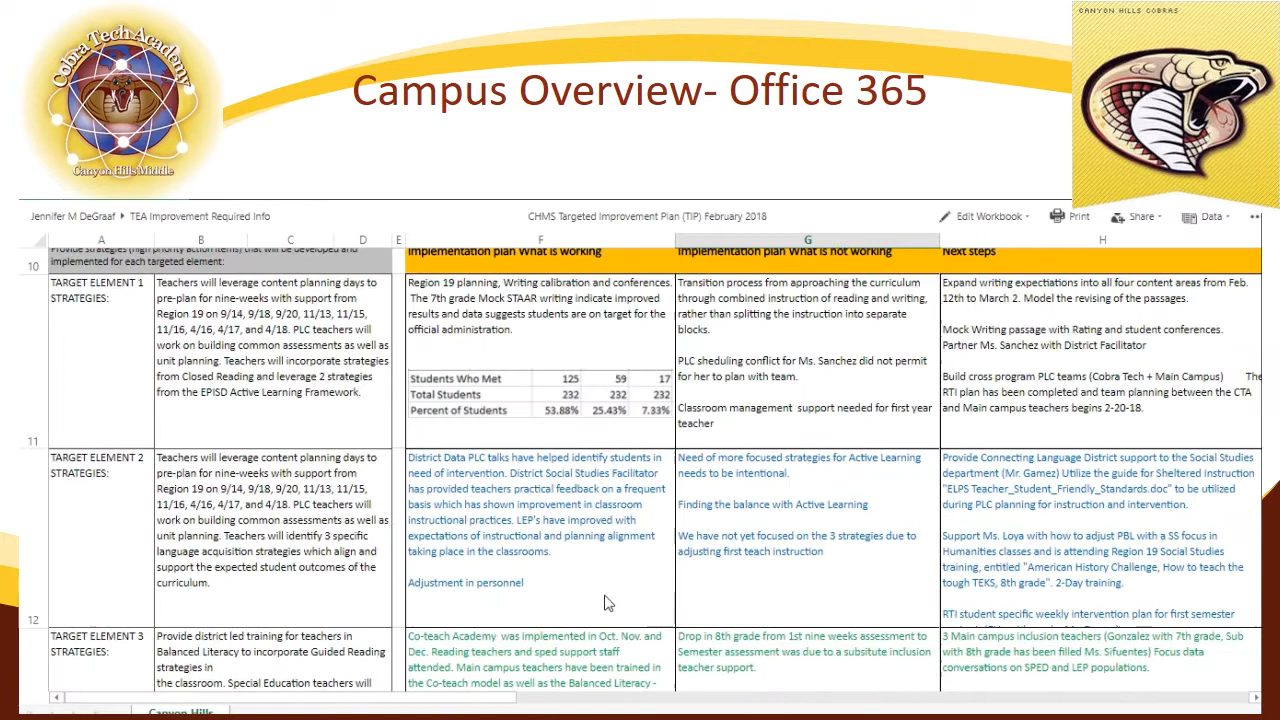 Cobra Tech Academy
Canyon Hills Middle
CANYON HILLS COBRAS
Campus Overview- Office 365
Jennifer M DeGraaf ▸ TEA Improvement Required Info
CHMS Targeted Improvement Plan (TIP) February 2018
Edit Workbook
Print
Share
Data
A B C D E F G H
10
Provide strategies (high priority action items) that will be developed and
implemented for each targeted element:
Implementation plan What is working
Implementation plan What is not working
Next steps
11
TARGET ELEMENT 1
STRATEGIES:
Teachers will leverage content planning days to
pre-plan for nine-weeks with support from
Region 19 on 9/14, 9/18, 9/20, 11/13, 11/15,
11/16, 4/16, 4/17, and 4/18. PLC teachers will
work on building common assessments as well as
unit planning. Teachers will incorporate strategies
from Closed Reading and leverage 2 strategies
from the EPISD Active Learning Framework.
Region 19 planning, Writing calibration and conferences.
The 7th grade Mock STAAR writing indicate improved
results and data suggests students are on target for the
official administration.
Students Who Met 125 59 17
Total Students 232 232 232
Percent of Students 53.88% 25.43% 7.33%
Transition process from approaching the curriculum
through combined instruction of reading and writing,
rather than splitting the instruction into separate
blocks.
PLC sheduling conflict for Ms. Sanchez did not permit
for her to plan with team.
Classroom management support needed for first year
teacher
Expand writing expectations into all four content areas from Feb.
12th to March 2. Model the revising of the passages.
Mock Writing passage with Rating and student conferences.
Partner Ms. Sanchez with District Facilitator
Build cross program PLC teams (Cobra Tech + Main Campus) The
RTI plan has been completed and team planning between the CTA
and Main campus teachers begins 2-20-18.
12
TARGET ELEMENT 2
STRATEGIES:
Teachers will leverage content planning days to
pre-plan for nine-weeks with support from
Region 19 on 9/14, 9/18, 9/20, 11/13, 11/15,
11/16, 4/16, 4/17, and 4/18. PLC teachers will
work on building common assessments as well as
unit planning. Teachers will identify 3 specific
language acquisition strategies which align and
support the expected student outcomes of the
curriculum.
District Data PLC talks have helped identify students in
need of intervention. District Social Studies Facilitator
has provided teachers practical feedback on a frequent
basis which has shown improvement in classroom
instructional practices. LEP's have improved with
expectations of instructional and planning alignment
taking place in the classrooms.
Adjustment in personnel
Need of more focused strategies for Active Learning
needs to be intentional.
Finding the balance with Active Learning
We have not yet focused on the 3 strategies due to
adjusting first teach instruction
Provide Connecting Language District support to the Social Studies
department (Mr. Gamez) Utilize the guide for Sheltered Instruction
"ELPS Teacher_Student_Friendly_Standards.doc" to be utilized
during PLC planning for instruction and intervention.
Support Ms. Loya with how to adjust PBL with a SS focus in
Humanities classes and is attending Region 19 Social Studies
training, entitled "American History Challenge, How to teach the
tough TEKS, 8th grade". 2-Day training.
RTI student specific weekly intervention plan for first semester
TARGET ELEMENT 3
STRATEGIES:
Provide district led training for teachers in
Balanced Literacy to incorporate Guided Reading
strategies in
the classroom. Special Education teachers will
Co-teach Academy was implemented in Oct. Nov. and
Dec. Reading teachers and sped support staff
attended. Main campus teachers have been trained in
the Co-teach model as well as the Balanced Literacy -
Drop in 8th grade from 1st nine weeks assessment to
Semester assessment was due to a subsitute inclusion
teacher support.
3 Main campus inclusion teachers (Gonzalez with 7th grade, Sub
with 8th grade has been filled Ms. Sifuentes) Focus data
conversations on SPED and LEP populations.
Canyon Hills